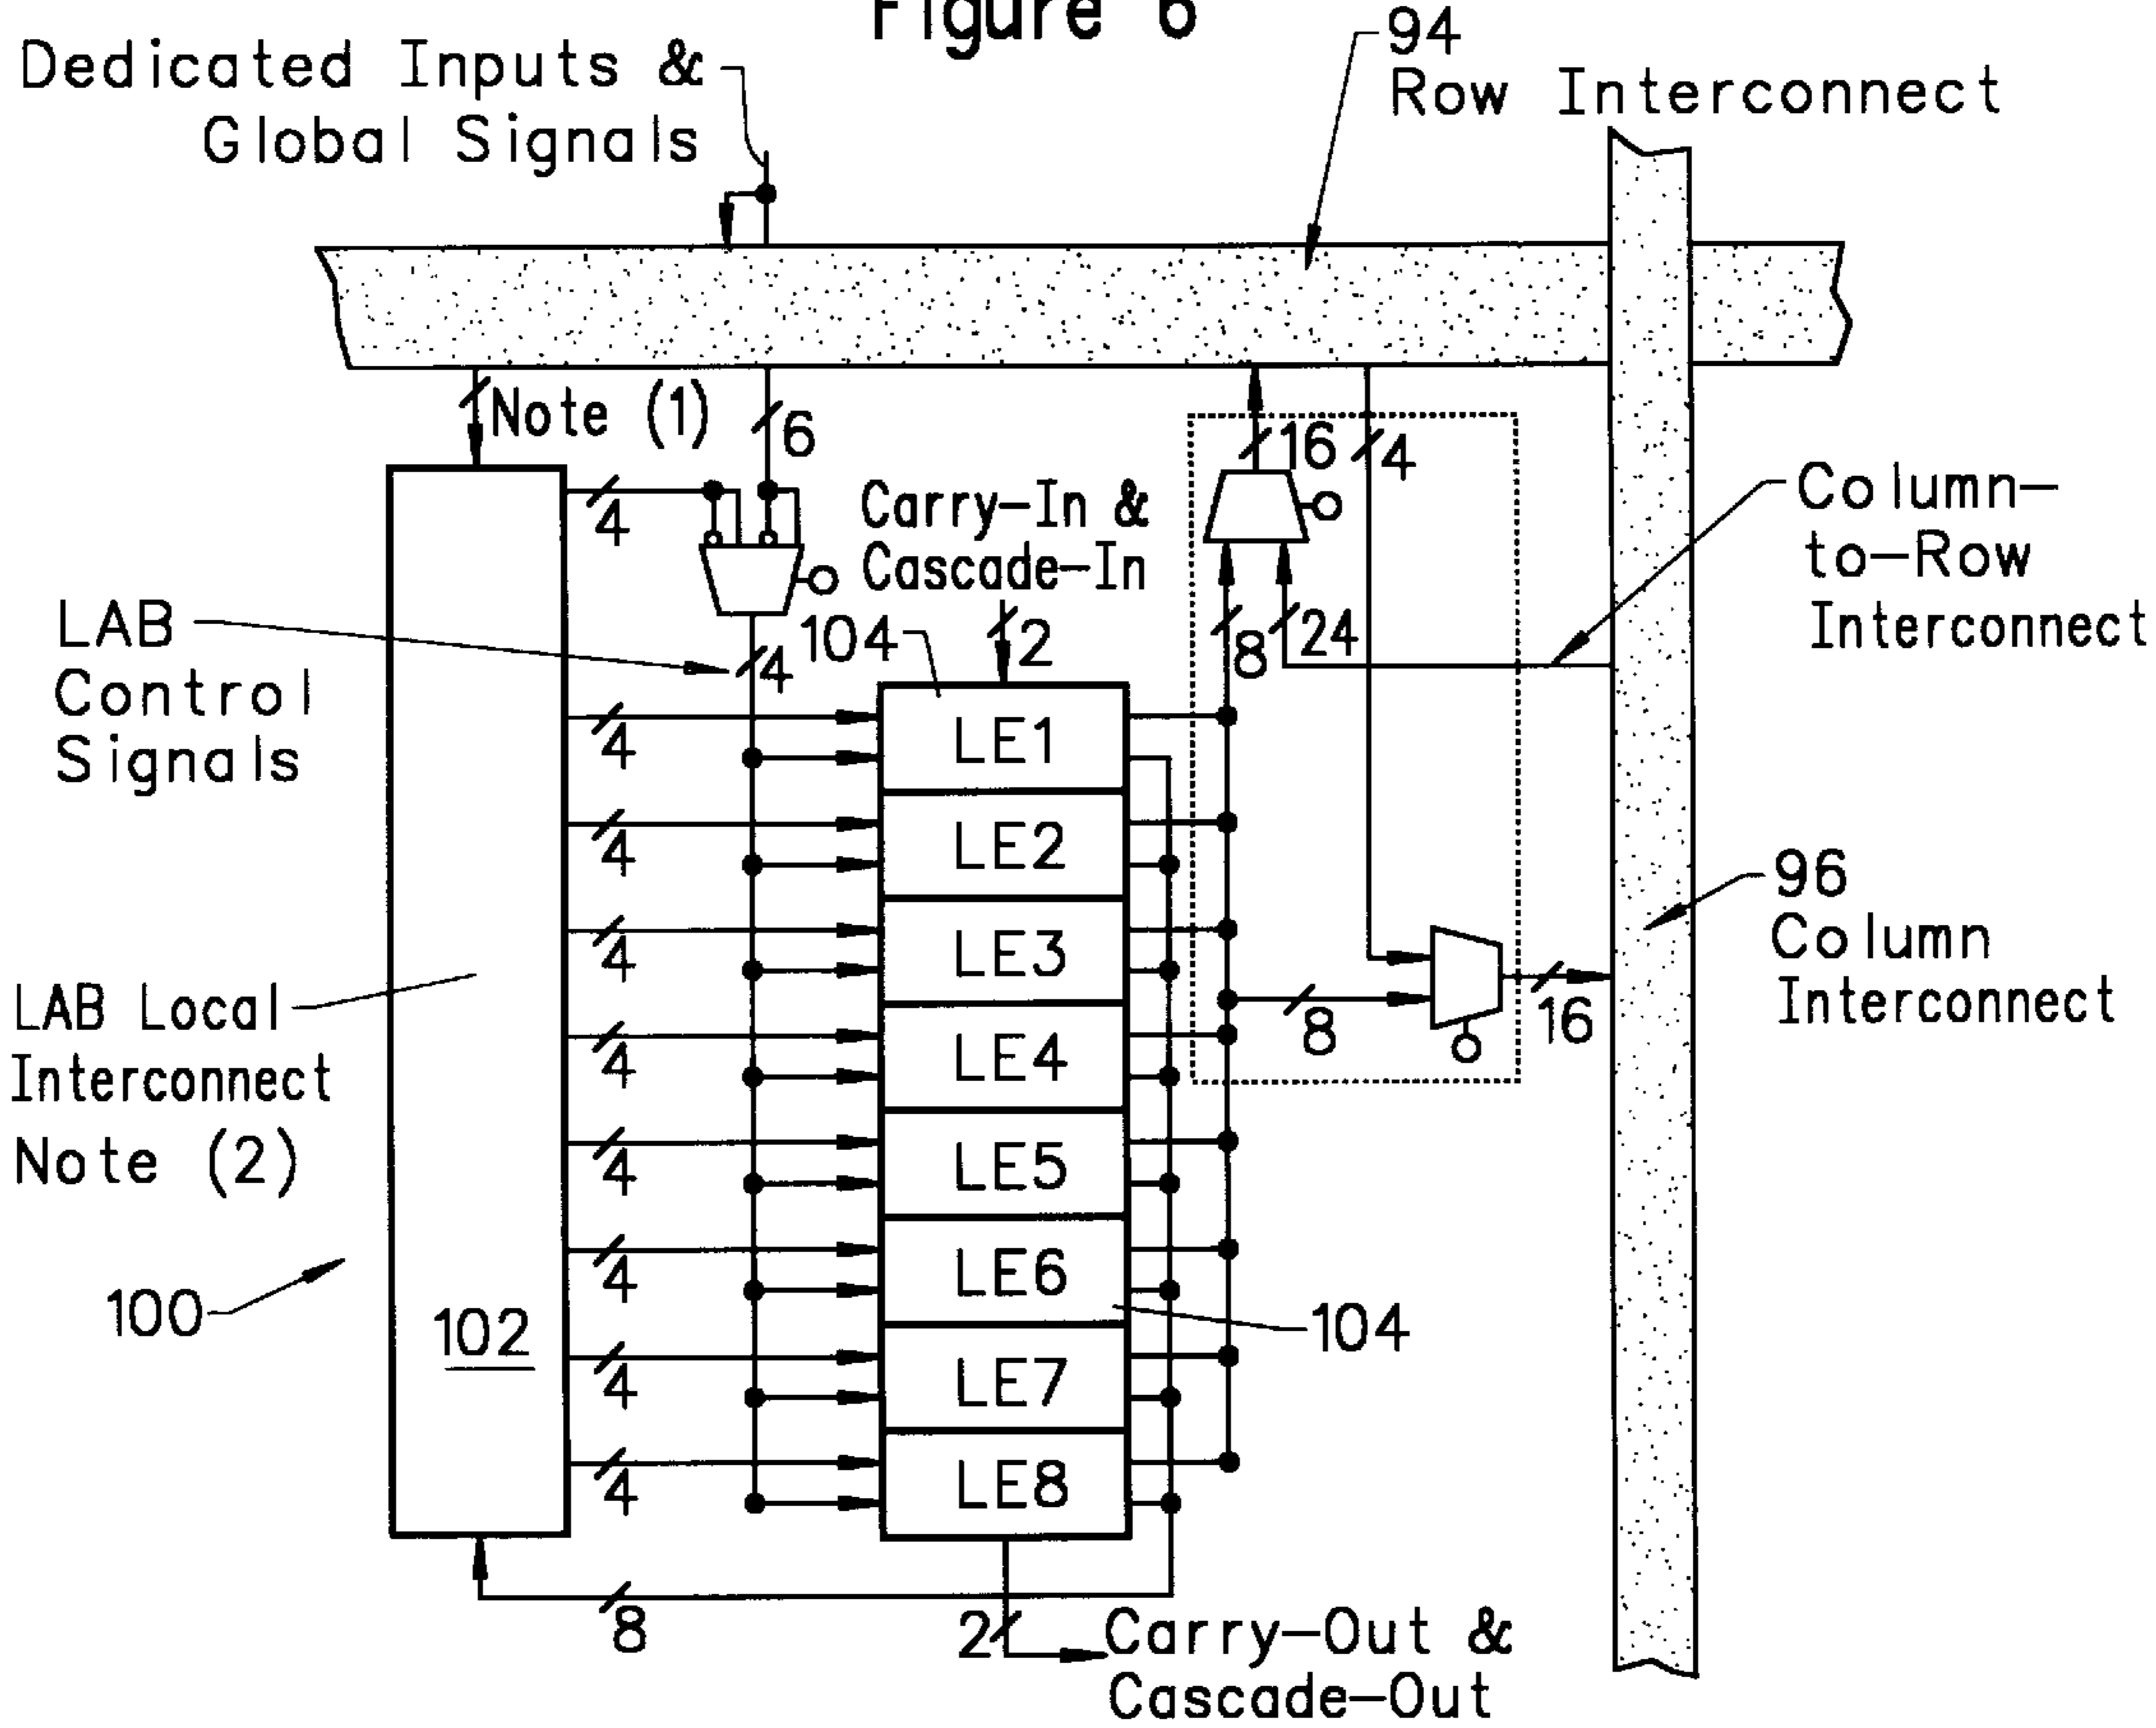 Figure 6
Dedicated Inputs &
Global Signals
94
Row Interconnect
Note (1)
6
16
4
4
Carry-In &
Cascade-In
Column-
to-Row
Interconnect
LAB
Control
Signals
4
104
2
8
24
4
LE1
4
LE2
96
Column
Interconnect
4
LE3
LAB Local
Interconnect
Note (2)
8
16
4
LE4
4
LE5
4
LE6
100
102
104
4
LE7
4
LE8
8
2
Carry-Out &
Cascade-Out